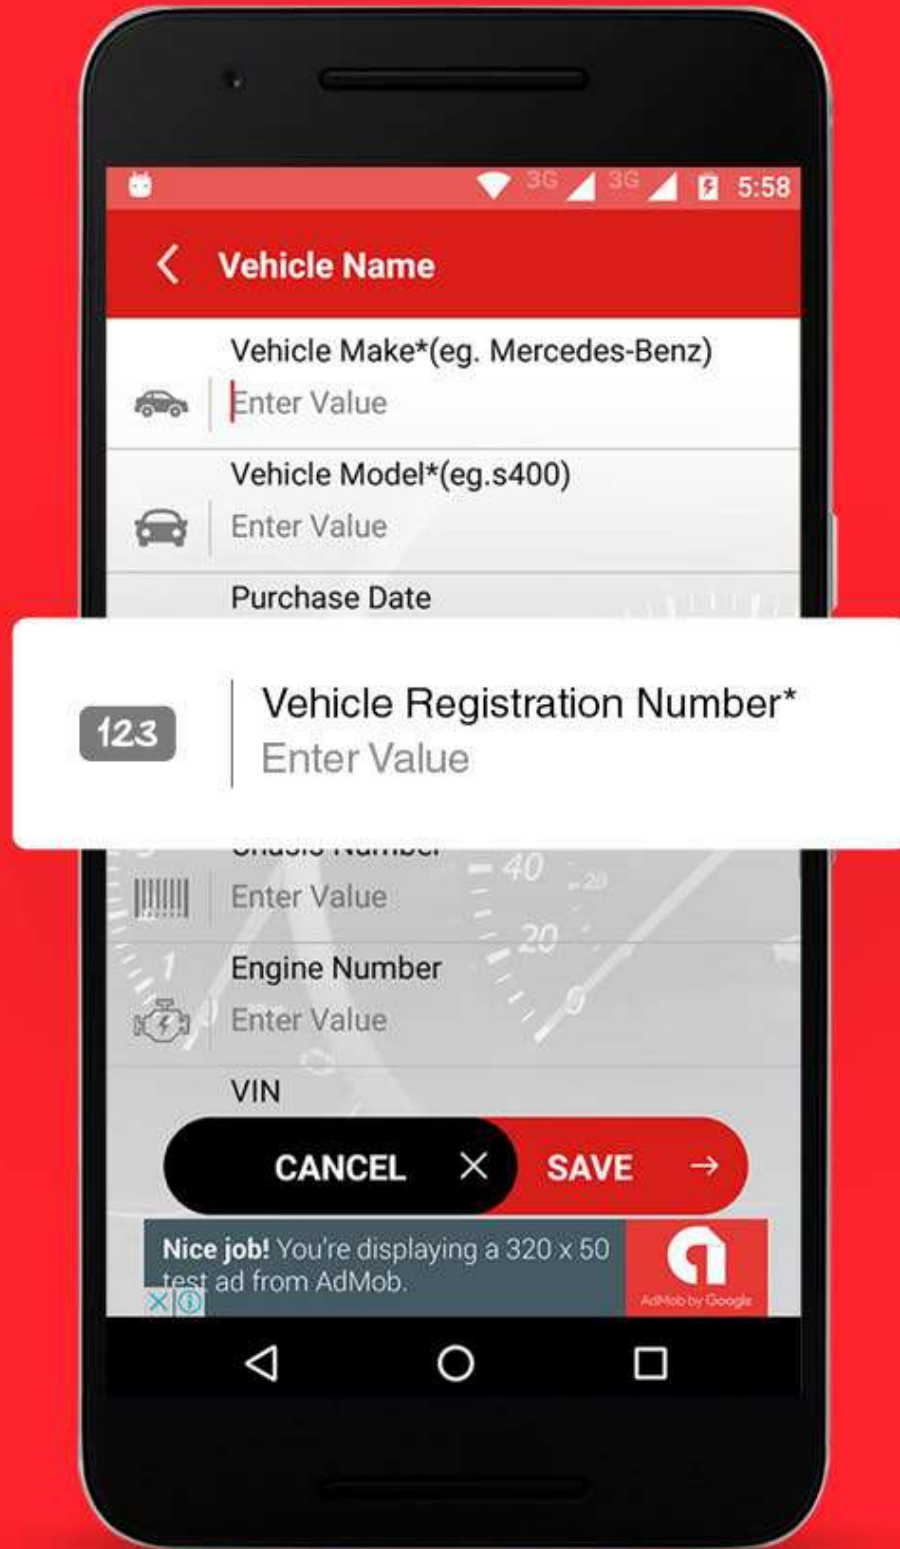 3G 3G 5:58
Vehicle Name
Vehicle Make*(eg. Mercedes-Benz)
Enter Value
Vehicle Model*(eg.s400)
Enter Value
Purchase Date
123
Vehicle Registration Number*
Enter Value
Number
40
20
Enter Value
20
1
Engine Number
0
Enter Value
VIN
CANCEL
SAVE
Nice job! You're displaying a 320 x 50
test ad from AdMob.
AdMob by Google